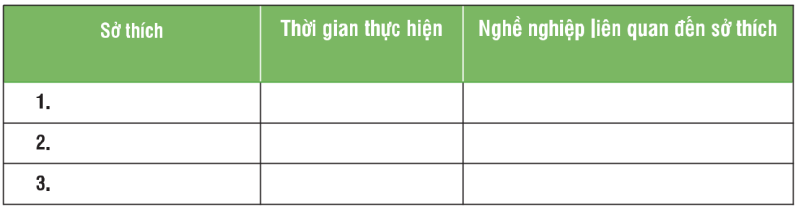 Sở thích
Thời gian thực hiện
Nghề nghiệp liên quan đến sở thích
1.
2.
3.